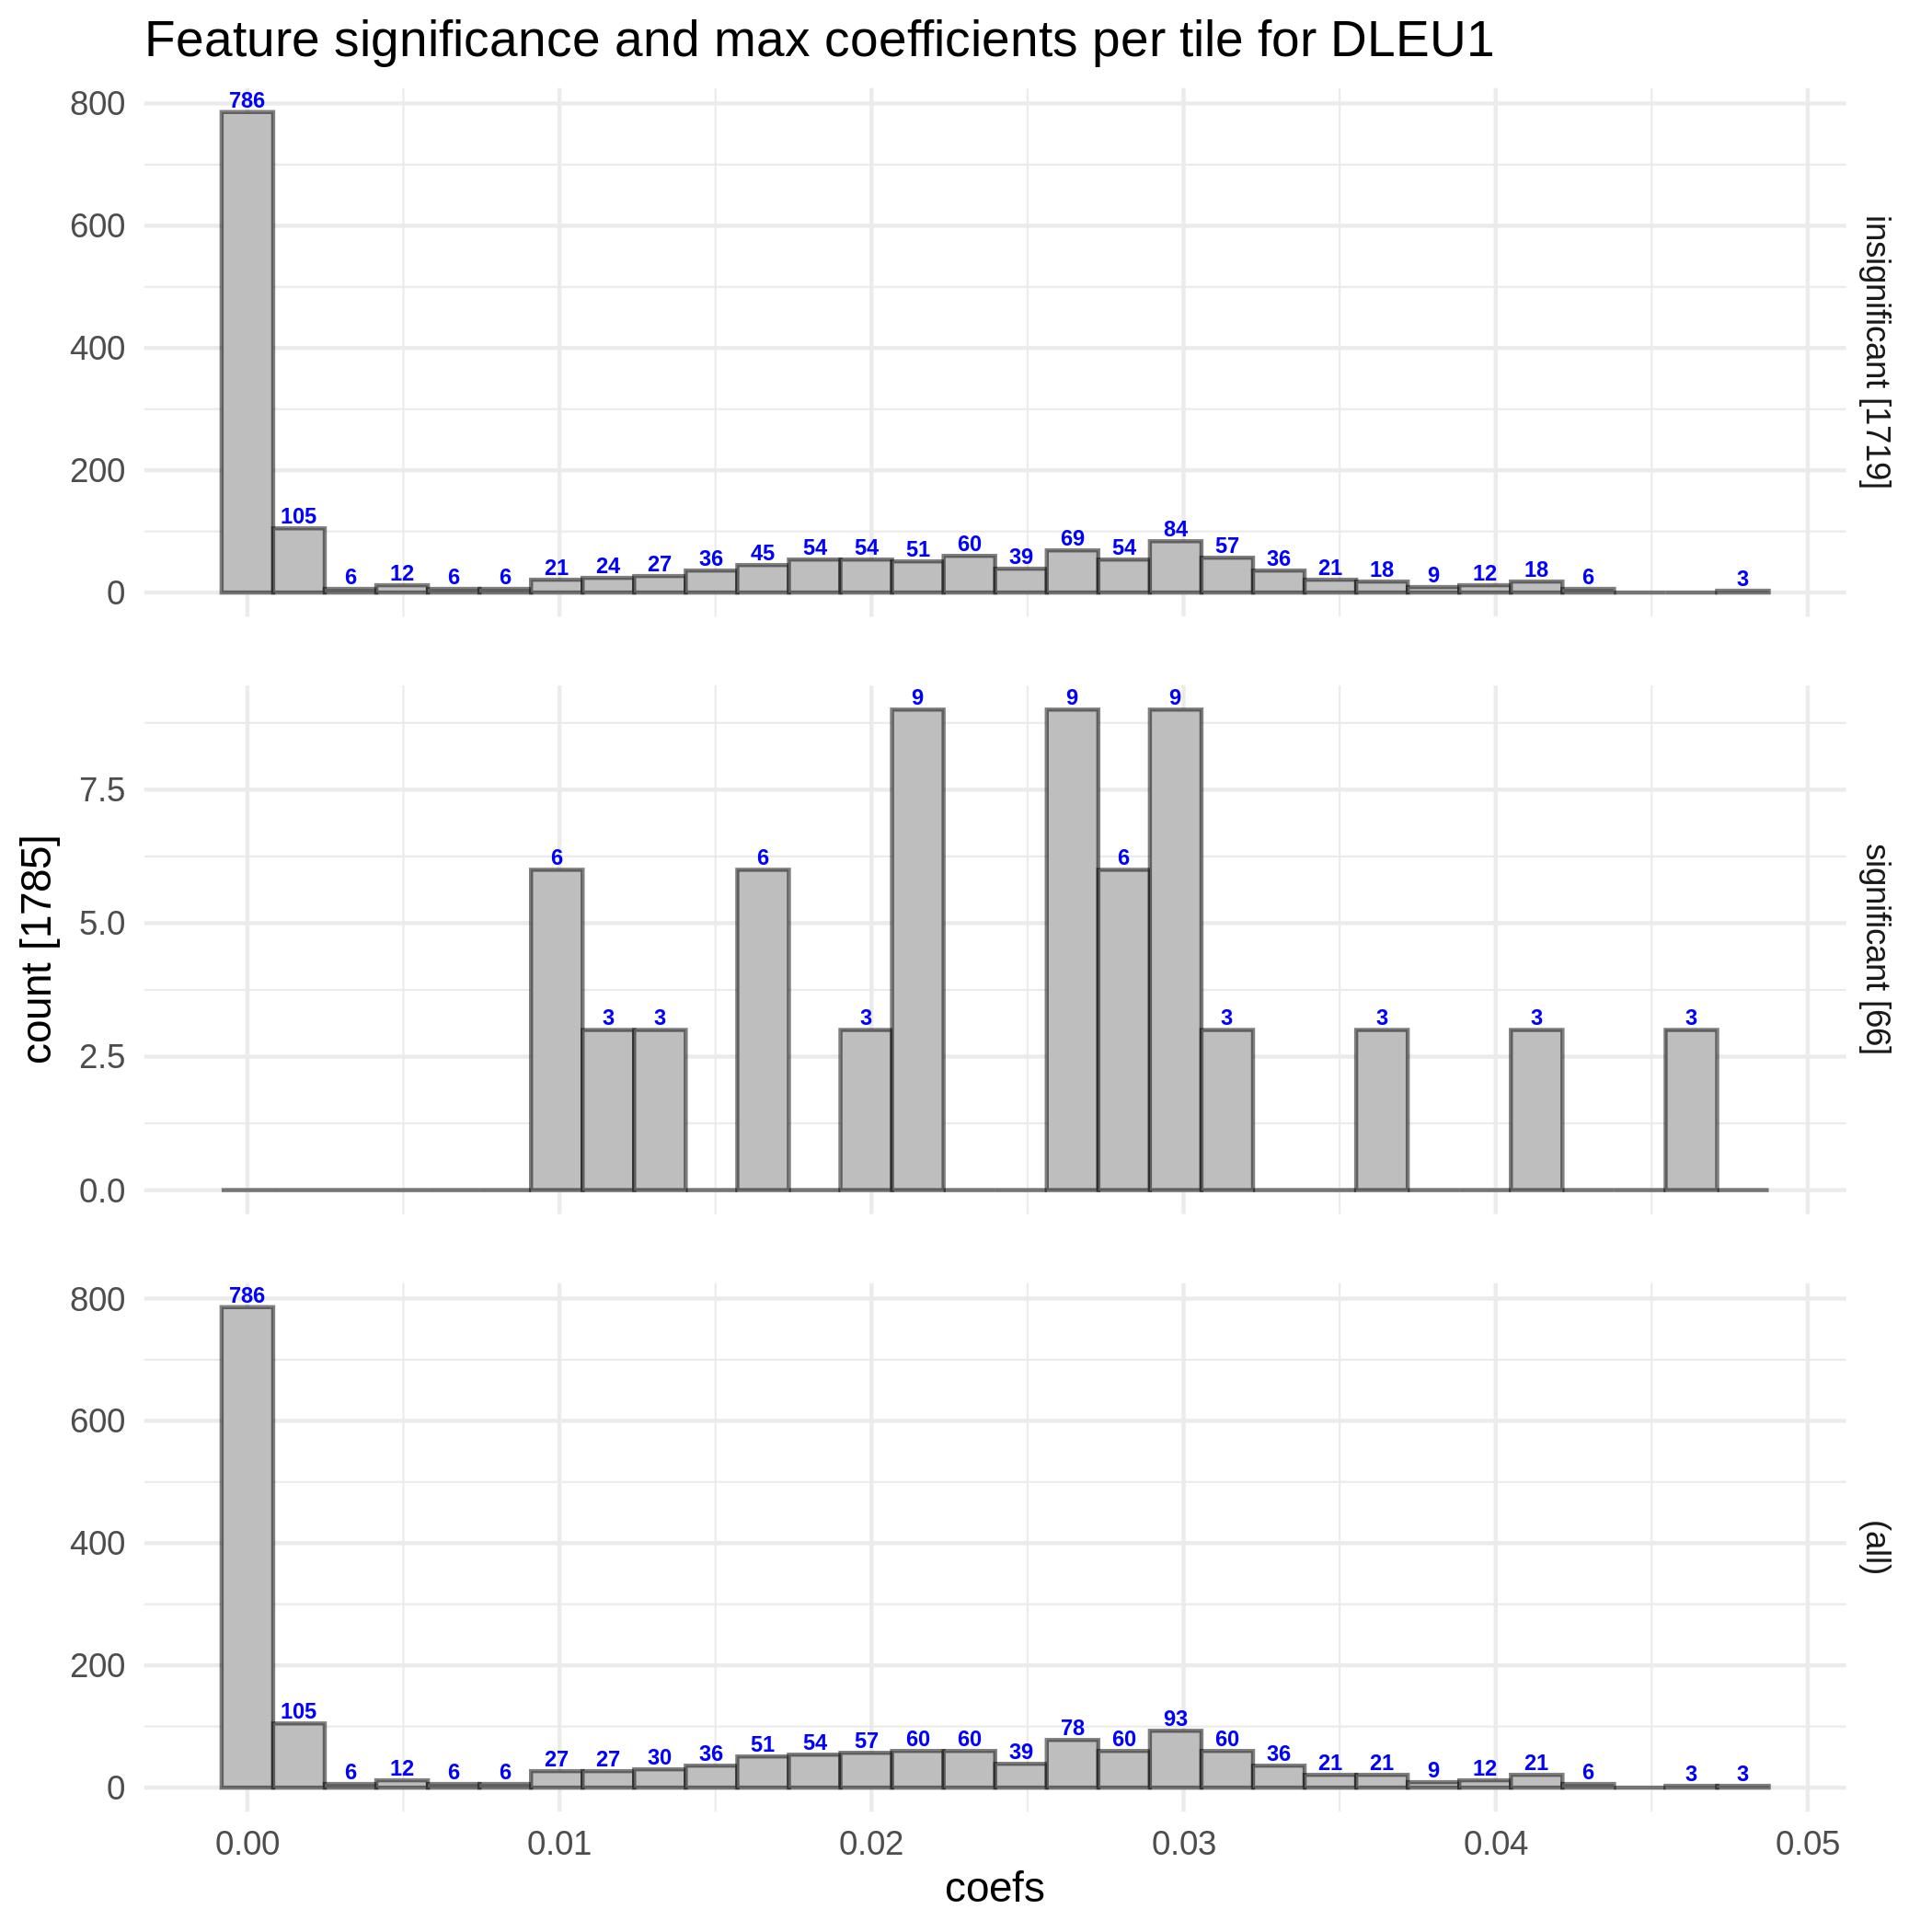 Feature significance and max coefficients per tile for DLEU1
800
600
400
200
0
786
105
6 12 6 6 21 24 27 36 45 54 54 51 60 39 69 54 84 57 36 21 18 9 12 18 6 3
insignificant [1719]
count [1785]
7.5
5.0
2.5
0.0
6 3 3 6 3 9 9 6 9 3 3 3 3
significant [66]
800
600
400
200
0
786
105
6 12 6 6 27 27 30 36 51 54 57 60 60 39 78 60 93 60 36 21 21 9 12 21 6 3 3
(all)
0.00 0.01 0.02 0.03 0.04 0.05
coefs